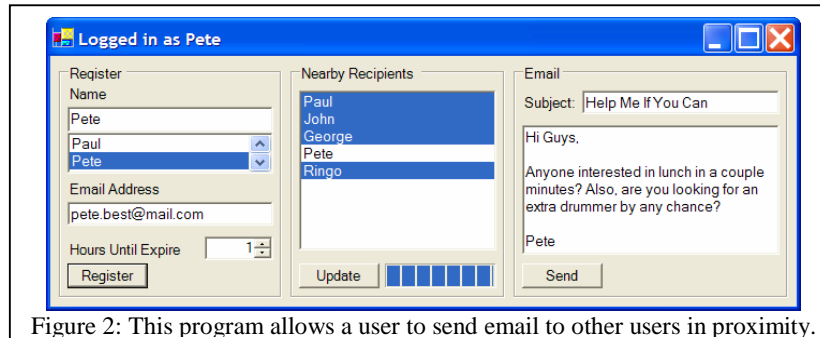 Logged in as Pete
Register
Name
Pete
Paul
Pete
Email Address
pete.best@mail.com
Hours Until Expire 1
Register
Nearby Recipients
Paul
John
George
Pete
Ringo
Update
Email
Subject: Help Me If You Can
Hi Guys,
Anyone interested in lunch in a couple
minutes? Also, are you looking for an
extra drummer by any chance?
Pete
Send
Figure 2: This program allows a user to send email to other users in proximity.